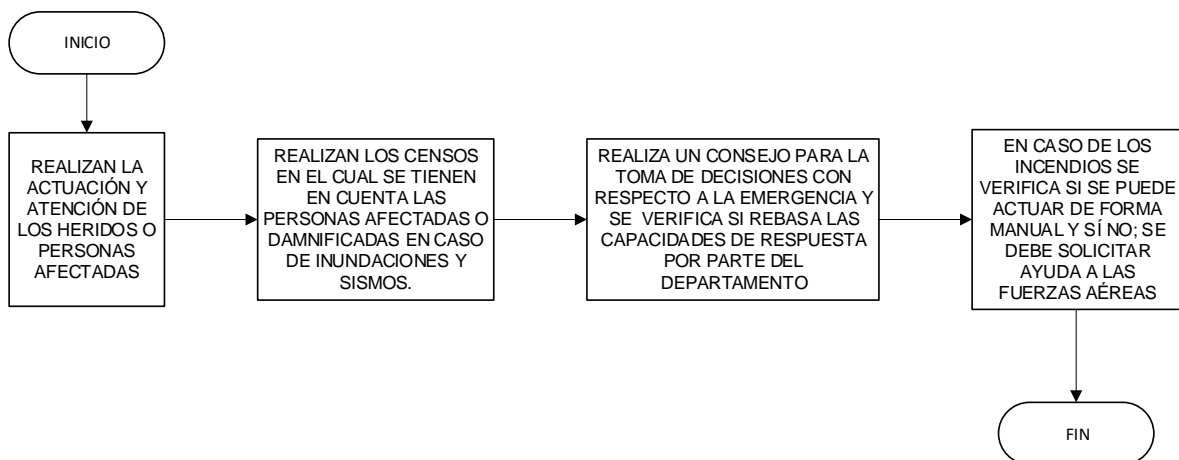 INICIO
REALIZAN LA
ACTUACIÓN Y
ATENCIÓN DE
LOS HERIDOS O
PERSONAS
AFECTADAS
REALIZAN LOS CENSOS
EN EL CUAL SE TIENEN
EN CUENTA LAS
PERSONAS AFECTADAS O
DAMNIFICADAS EN CASO
DE INUNDACIONES Y
SISMOS.
REALIZA UN CONSEJO PARA LA
TOMA DE DECISIONES CON
RESPECTO A LA EMERGENCIA Y
SE VERIFICA SI REBASA LAS
CAPACIDADES DE RESPUESTA
POR PARTE DEL
DEPARTAMENTO
EN CASO DE LOS
INCENDIOS SE
VERIFICA SI SE PUEDE
ACTUAR DE FORMA
MANUAL Y SÍ NO; SE
DEBE SOLICITAR
AYUDA A LAS
FUERZAS AÉREAS
FIN